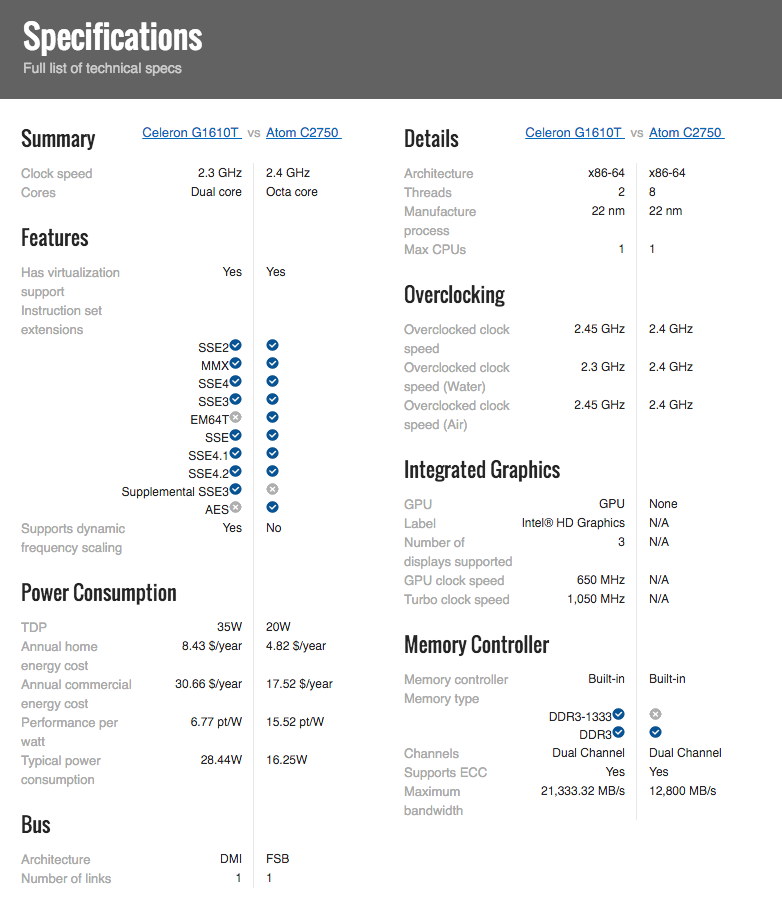 Specifications
Full list of technical specs
Summary Celeron G1610T vs Atom C2750
Clock speed 2.3 GHz 2.4 GHz
Cores Dual core Octa core
Features
Has virtualization Yes Yes
support
Instruction set
extensions
SSE2
MMX
SSE4
SSE3
EM64T
SSE
SSE4.1
SSE4.2
Supplemental SSE3
AES
Supports dynamic Yes No
frequency scaling
Power Consumption
TDP 35W 20W
Annual home 8.43 $/year 4.82 $/year
energy cost
Annual commercial 30.66 $/year 17.52 $/year
energy cost
Performance per 6.77 pt/W 15.52 pt/W
watt
Typical power 28.44W 16.25W
consumption
Bus
Architecture DMI FSB
Number of links 1 1
Details Celeron G1610T vs Atom C2750
Architecture x86-64 x86-64
Threads 2 8
Manufacture 22 nm 22 nm
process
Max CPUs 1 1
Overclocking
Overclocked clock 2.45 GHz 2.4 GHz
speed
Overclocked clock 2.3 GHz 2.4 GHz
speed (Water)
Overclocked clock 2.45 GHz 2.4 GHz
speed (Air)
Integrated Graphics
GPU GPU None
Label Intel® HD Graphics N/A
Number of 3 N/A
displays supported
GPU clock speed 650 MHz N/A
Turbo clock speed 1,050 MHz N/A
Memory Controller
Memory controller Built-in Built-in
Memory type
DDR3-1333
DDR3
Channels Dual Channel Dual Channel
Supports ECC Yes Yes
Maximum 21,333.32 MB/s 12,800 MB/s
bandwidth